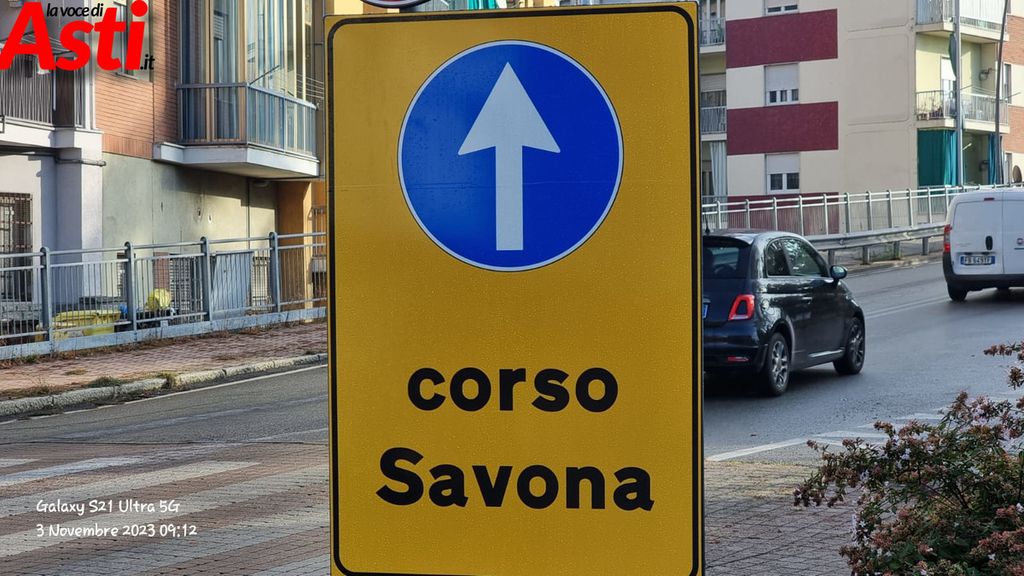 la voce di
Asti.it
corso
Savona
Galaxy S21 Ultra 5G
3 Novembre 2023 09:12